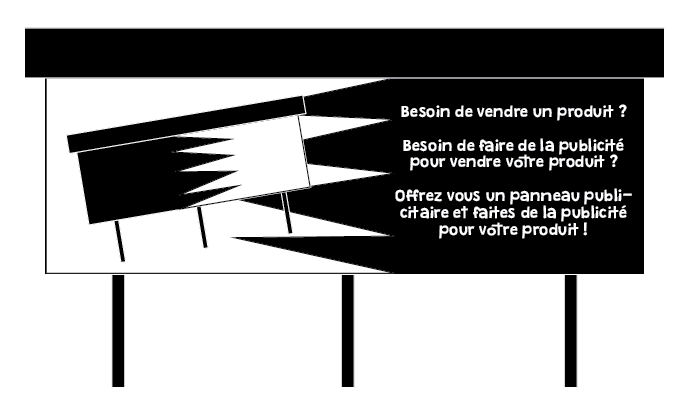 Besoin de vendre un produit ?
Besoin de faire de la publicité
pour vendre votre produit ?
Offrez vous un panneau publi-
citaire et faites de la publicité
pour votre produit !